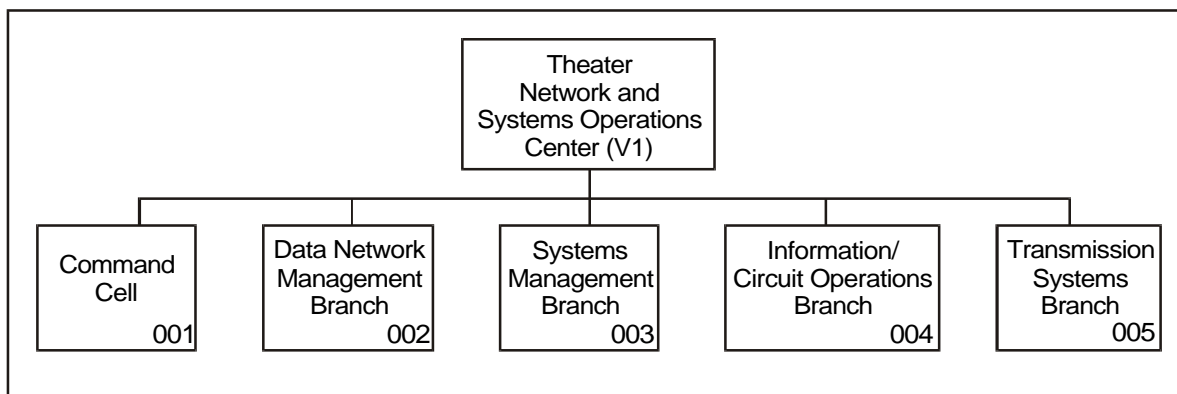 Theater
Network and
Systems Operations
Center (V1)
Command
Cell
001
Data Network
Management
Branch
002
Systems
Management
Branch
003
Information/
Circuit Operations
Branch
004
Transmission
Systems
Branch
005